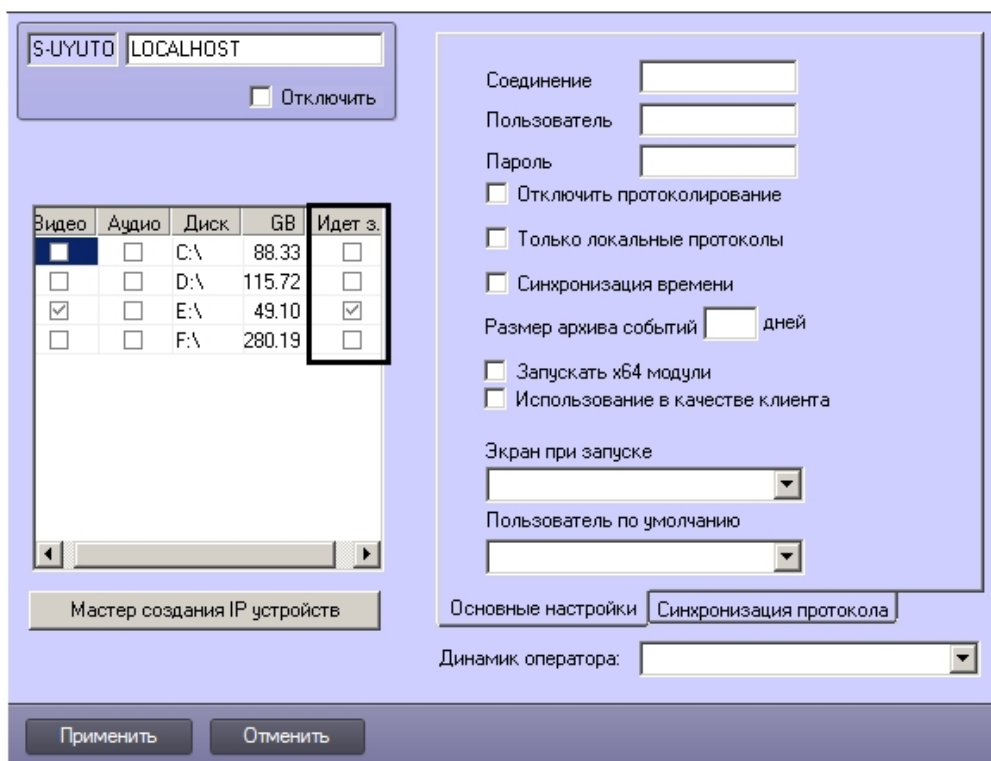 S-UYUTO LOCALHOST
Отключить
Видео Аудио Диск GB Идет з.
C:\ 88.33
D:\ 115.72
E:\ 49.10
F:\ 280.19
Мастер создания IP устройств
Соединение
Пользователь
Пароль
Отключить протоколирование
Только локальные протоколы
Синхронизация времени
Размер архива событий дней
Запускать x64 модули
Использование в качестве клиента
Экран при запуске
Пользователь по умолчанию
Основные настройки Синхронизация протокола
Динамик оператора:
Применить Отменить